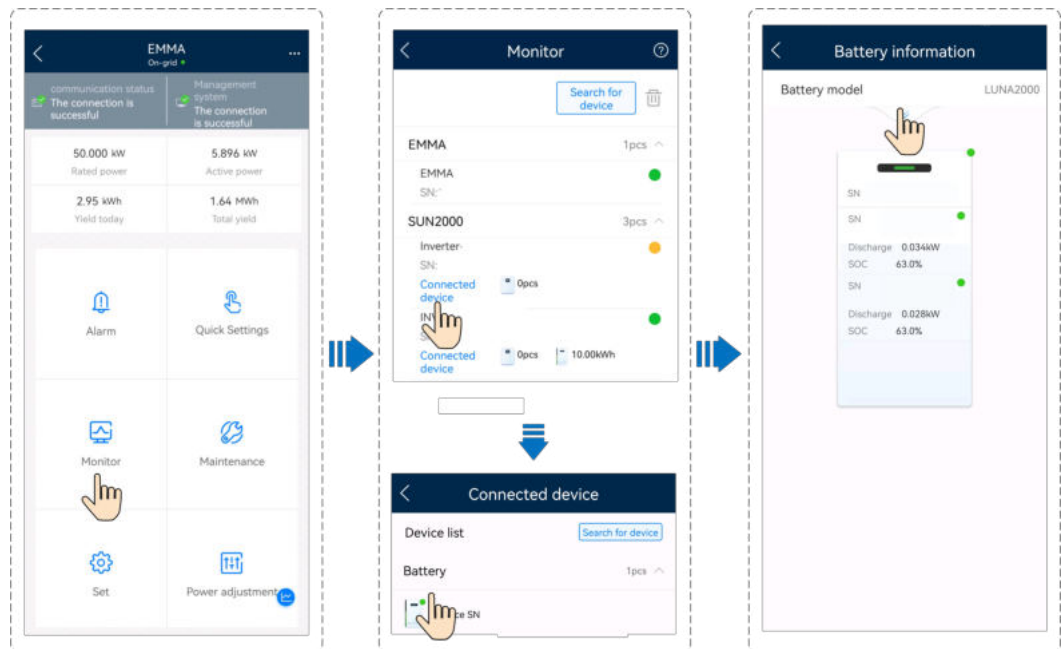 EMMA
On-grid
communication status
The connection is
successful
Management
system
The connection
is successful
50.000 kW
Rated power
5.896 kW
Active power
2.95 kWh
Yield today
1.64 MWh
Total yield
Alarm
Quick Settings
Monitor
Maintenance
Set
Power adjustment
Monitor
Search for
device
EMMA 1pcs
EMMA
SN:
SUN2000 3pcs
Inverter
SN:
Connected
device
0pcs
Connected
device
0pcs
10.00kWh
Connected device
Device list
Search for device
Battery 1pcs
SN
Battery information
Battery model LUNA2000
SN
SN
Discharge 0.034kW
SOC 63.0%
SN
Discharge 0.028kW
SOC 63.0%